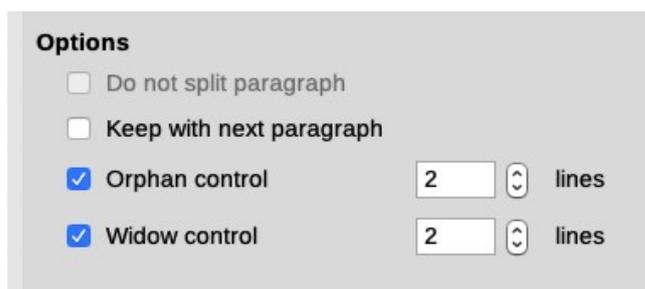 Options
Do not split paragraph
Keep with next paragraph
Orphan control 2 lines
Widow control 2 lines